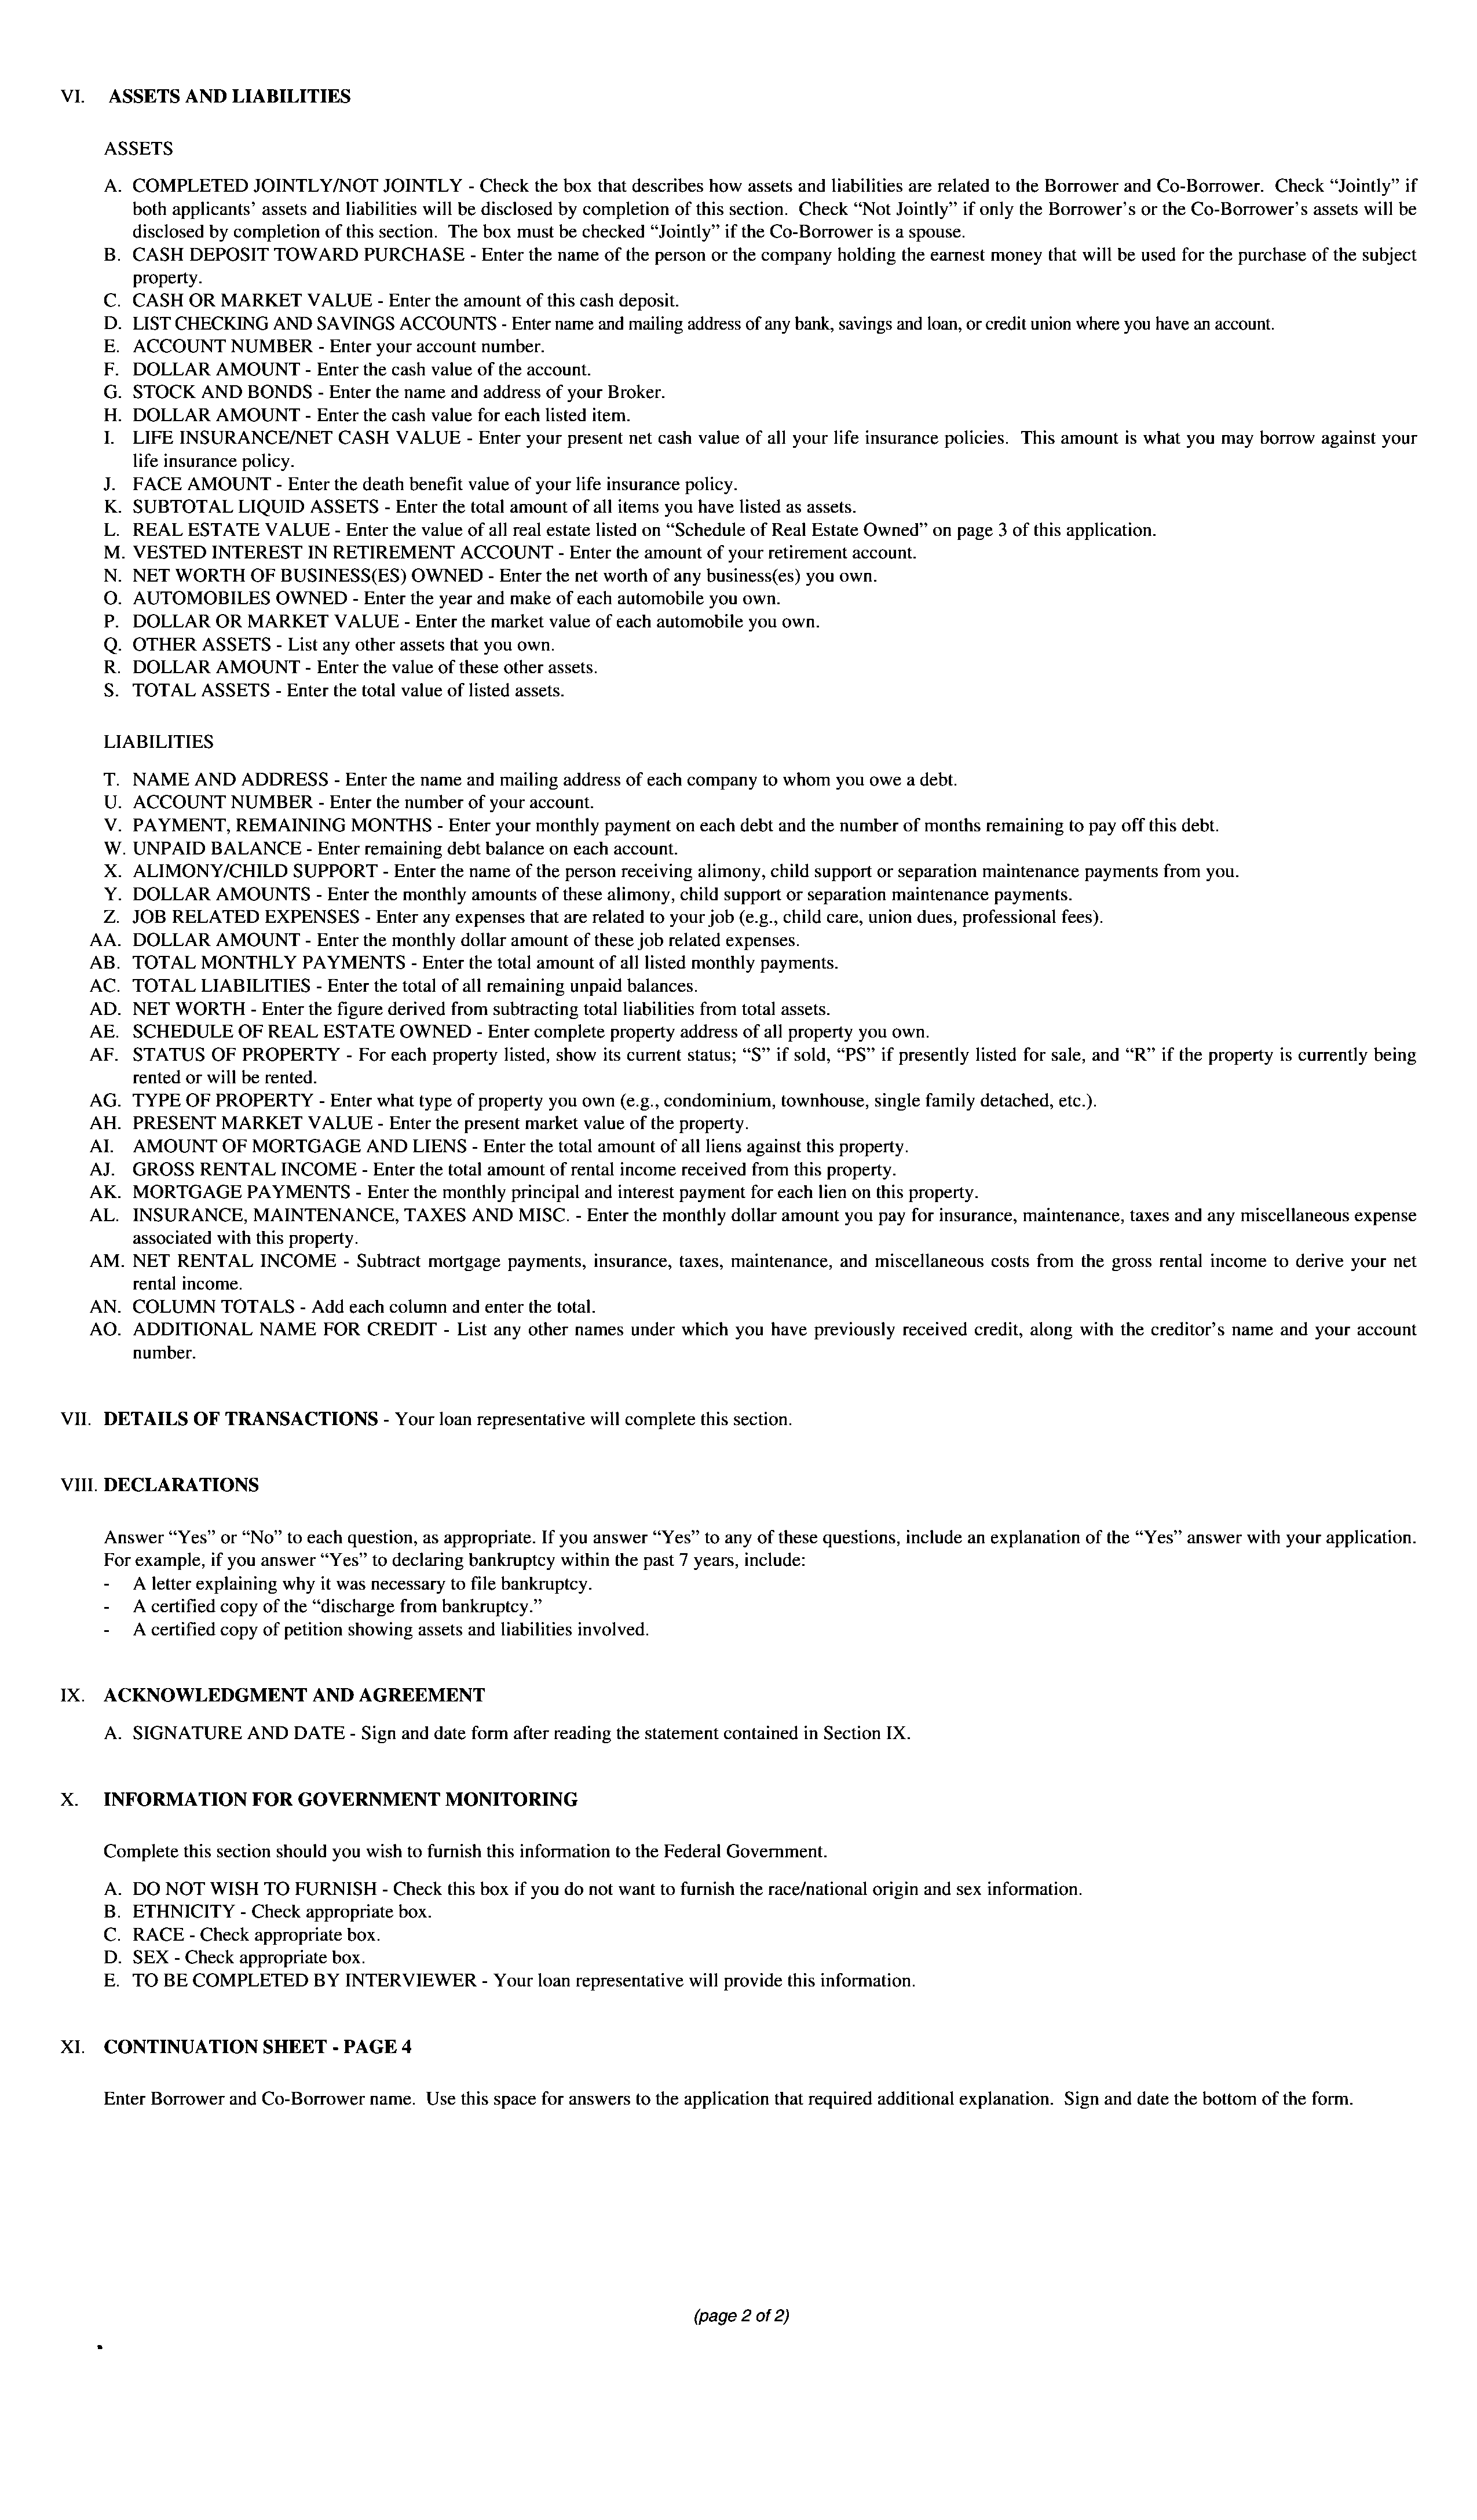 VI. ASSETS AND LIABILITIES
ASSETS
A. COMPLETED JOINTLY/NOT JOINTLY - Check the box that describes how assets and liabilities are related to the Borrower and Co-Borrower. Check “Jointly” if
both applicants’ assets and liabilities will be disclosed by completion of this section. Check “Not Jointly” if only the Borrower’s or the Co-Borrower’s assets will be
disclosed by completion of this section. The box must be checked “Jointly” if the Co-Borrower is a spouse.
B. CASH DEPOSIT TOWARD PURCHASE - Enter the name of the person or the company holding the earnest money that will be used for the purchase of the subject
property.
C. CASH OR MARKET VALUE - Enter the amount of this cash deposit.
D. LIST CHECKING AND SAVINGS ACCOUNTS - Enter name and mailing address of any bank, savings and loan, or credit union where you have an account.
E. ACCOUNT NUMBER - Enter your account number.
F. DOLLAR AMOUNT - Enter the cash value of the account.
G. STOCK AND BONDS - Enter the name and address of your Broker.
H. DOLLAR AMOUNT - Enter the cash value for each listed item.
I. LIFE INSURANCE/NET CASH VALUE - Enter your present net cash value of all your life insurance policies. This amount is what you may borrow against your
life insurance policy.
J. FACE AMOUNT - Enter the death benefit value of your life insurance policy.
K. SUBTOTAL LIQUID ASSETS - Enter the total amount of all items you have listed as assets.
L. REAL ESTATE VALUE - Enter the value of all real estate listed on “Schedule of Real Estate Owned” on page 3 of this application.
M. VESTED INTEREST IN RETIREMENT ACCOUNT - Enter the amount of your retirement account.
N. NET WORTH OF BUSINESS(ES) OWNED - Enter the net worth of any business(es) you own.
O. AUTOMOBILES OWNED - Enter the year and make of each automobile you own.
P. DOLLAR OR MARKET VALUE - Enter the market value of each automobile you own.
Q. OTHER ASSETS - List any other assets that you own.
R. DOLLAR AMOUNT - Enter the value of these other assets.
S. TOTAL ASSETS - Enter the total value of listed assets.
LIABILITIES
T. NAME AND ADDRESS - Enter the name and mailing address of each company to whom you owe a debt.
U. ACCOUNT NUMBER - Enter the number of your account.
V. PAYMENT, REMAINING MONTHS - Enter your monthly payment on each debt and the number of months remaining to pay off this debt.
W. UNPAID BALANCE - Enter remaining debt balance on each account.
X. ALIMONY/CHILD SUPPORT - Enter the name of the person receiving alimony, child support or separation maintenance payments from you.
Y. DOLLAR AMOUNTS - Enter the monthly amounts of these alimony, child support or separation maintenance payments.
Z. JOB RELATED EXPENSES - Enter any expenses that are related to your job (e.g., child care, union dues, professional fees).
AA. DOLLAR AMOUNT - Enter the monthly dollar amount of these job related expenses.
AB. TOTAL MONTHLY PAYMENTS - Enter the total amount of all listed monthly payments.
AC. TOTAL LIABILITIES - Enter the total of all remaining unpaid balances.
AD. NET WORTH - Enter the figure derived from subtracting total liabilities from total assets.
AE. SCHEDULE OF REAL ESTATE OWNED - Enter complete property address of all property you own.
AF. STATUS OF PROPERTY - For each property listed, show its current status; “S” if sold, “PS” if presently listed for sale, and “R” if the property is currently being
rented or will be rented.
AG. TYPE OF PROPERTY - Enter what type of property you own (e.g., condominium, townhouse, single family detached, etc.).
AH. PRESENT MARKET VALUE - Enter the present market value of the property.
AI. AMOUNT OF MORTGAGE AND LIENS - Enter the total amount of all liens against this property.
AJ. GROSS RENTAL INCOME - Enter the total amount of rental income received from this property.
AK. MORTGAGE PAYMENTS - Enter the monthly principal and interest payment for each lien on this property.
AL. INSURANCE, MAINTENANCE, TAXES AND MISC. - Enter the monthly dollar amount you pay for insurance, maintenance, taxes and any miscellaneous expense
associated with this property.
AM. NET RENTAL INCOME - Subtract mortgage payments, insurance, taxes, maintenance, and miscellaneous costs from the gross rental income to derive your net
rental income.
AN. COLUMN TOTALS - Add each column and enter the total.
AO. ADDITIONAL NAME FOR CREDIT - List any other names under which you have previously received credit, along with the creditor’s name and your account
number.
VII. DETAILS OF TRANSACTIONS - Your loan representative will complete this section.
VIII. DECLARATIONS
Answer “Yes” or “No” to each question, as appropriate. If you answer “Yes” to any of these questions, include an explanation of the “Yes” answer with your application.
For example, if you answer “Yes” to declaring bankruptcy within the past 7 years, include:
- A letter explaining why it was necessary to file bankruptcy.
- A certified copy of the “discharge from bankruptcy.”
- A certified copy of petition showing assets and liabilities involved.
IX. ACKNOWLEDGMENT AND AGREEMENT
A. SIGNATURE AND DATE - Sign and date form after reading the statement contained in Section IX.
X. INFORMATION FOR GOVERNMENT MONITORING
Complete this section should you wish to furnish this information to the Federal Government.
A. DO NOT WISH TO FURNISH - Check this box if you do not want to furnish the race/national origin and sex information.
B. ETHNICITY - Check appropriate box.
C. RACE - Check appropriate box.
D. SEX - Check appropriate box.
E. TO BE COMPLETED BY INTERVIEWER - Your loan representative will provide this information.
XI. CONTINUATION SHEET - PAGE 4
Enter Borrower and Co-Borrower name. Use this space for answers to the application that required additional explanation. Sign and date the bottom of the form.
(page 2 of 2)